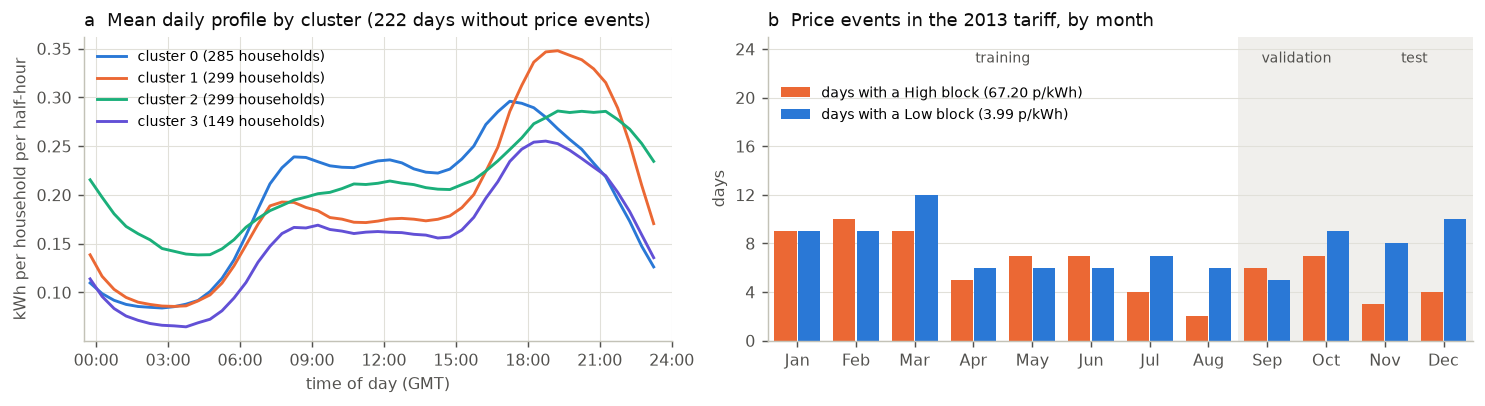 a  Mean daily profile by cluster (222 days without price events)
kWh per household per half-hour
0.35
0.30
0.25
0.20
0.15
0.10
cluster 0 (285 households)
cluster 1 (299 households)
cluster 2 (299 households)
cluster 3 (149 households)
00:00 03:00 06:00 09:00 12:00 15:00 18:00 21:00 24:00
time of day (GMT)
b  Price events in the 2013 tariff, by month
days
24
20
16
12
8
4
0
training validation test
days with a High block (67.20 p/kWh)
days with a Low block (3.99 p/kWh)
Jan Feb Mar Apr May Jun Jul Aug Sep Oct Nov Dec